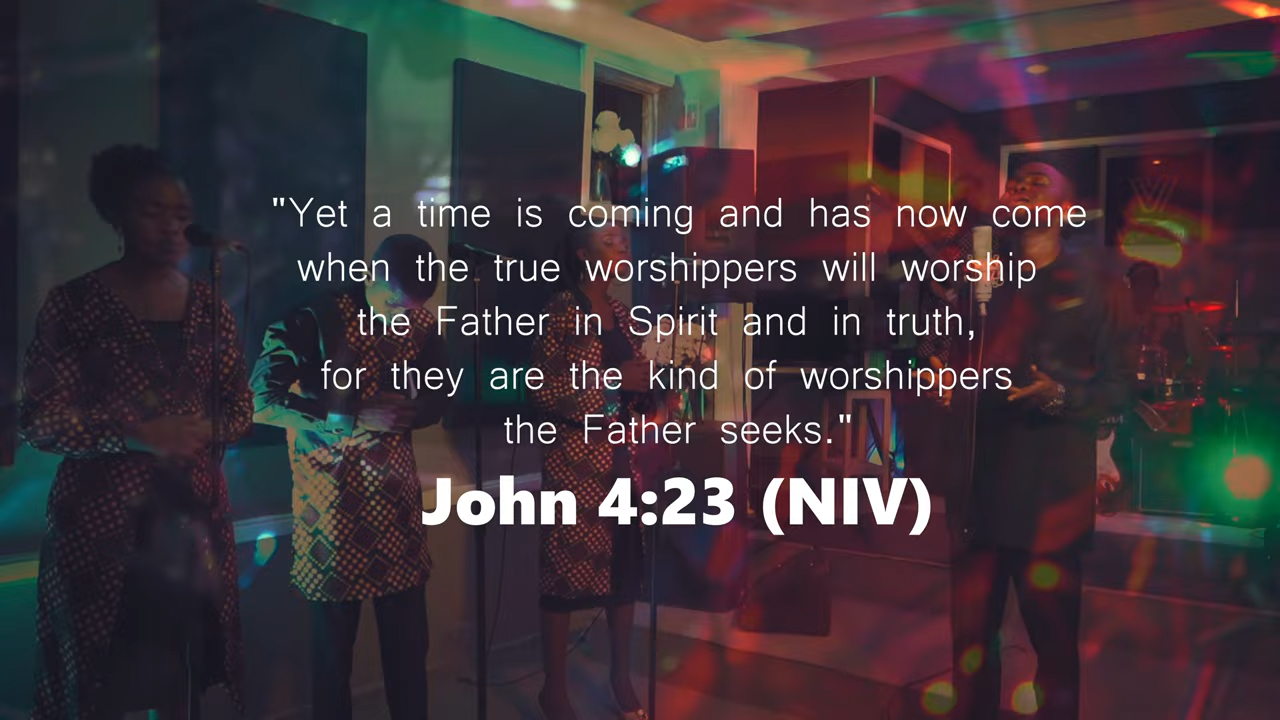 "Yet a time is coming and has now come
when the true worshippers will worship
the Father in Spirit and in truth,
for they are the kind of worshippers
the Father seeks."
John 4:23 (NIV)